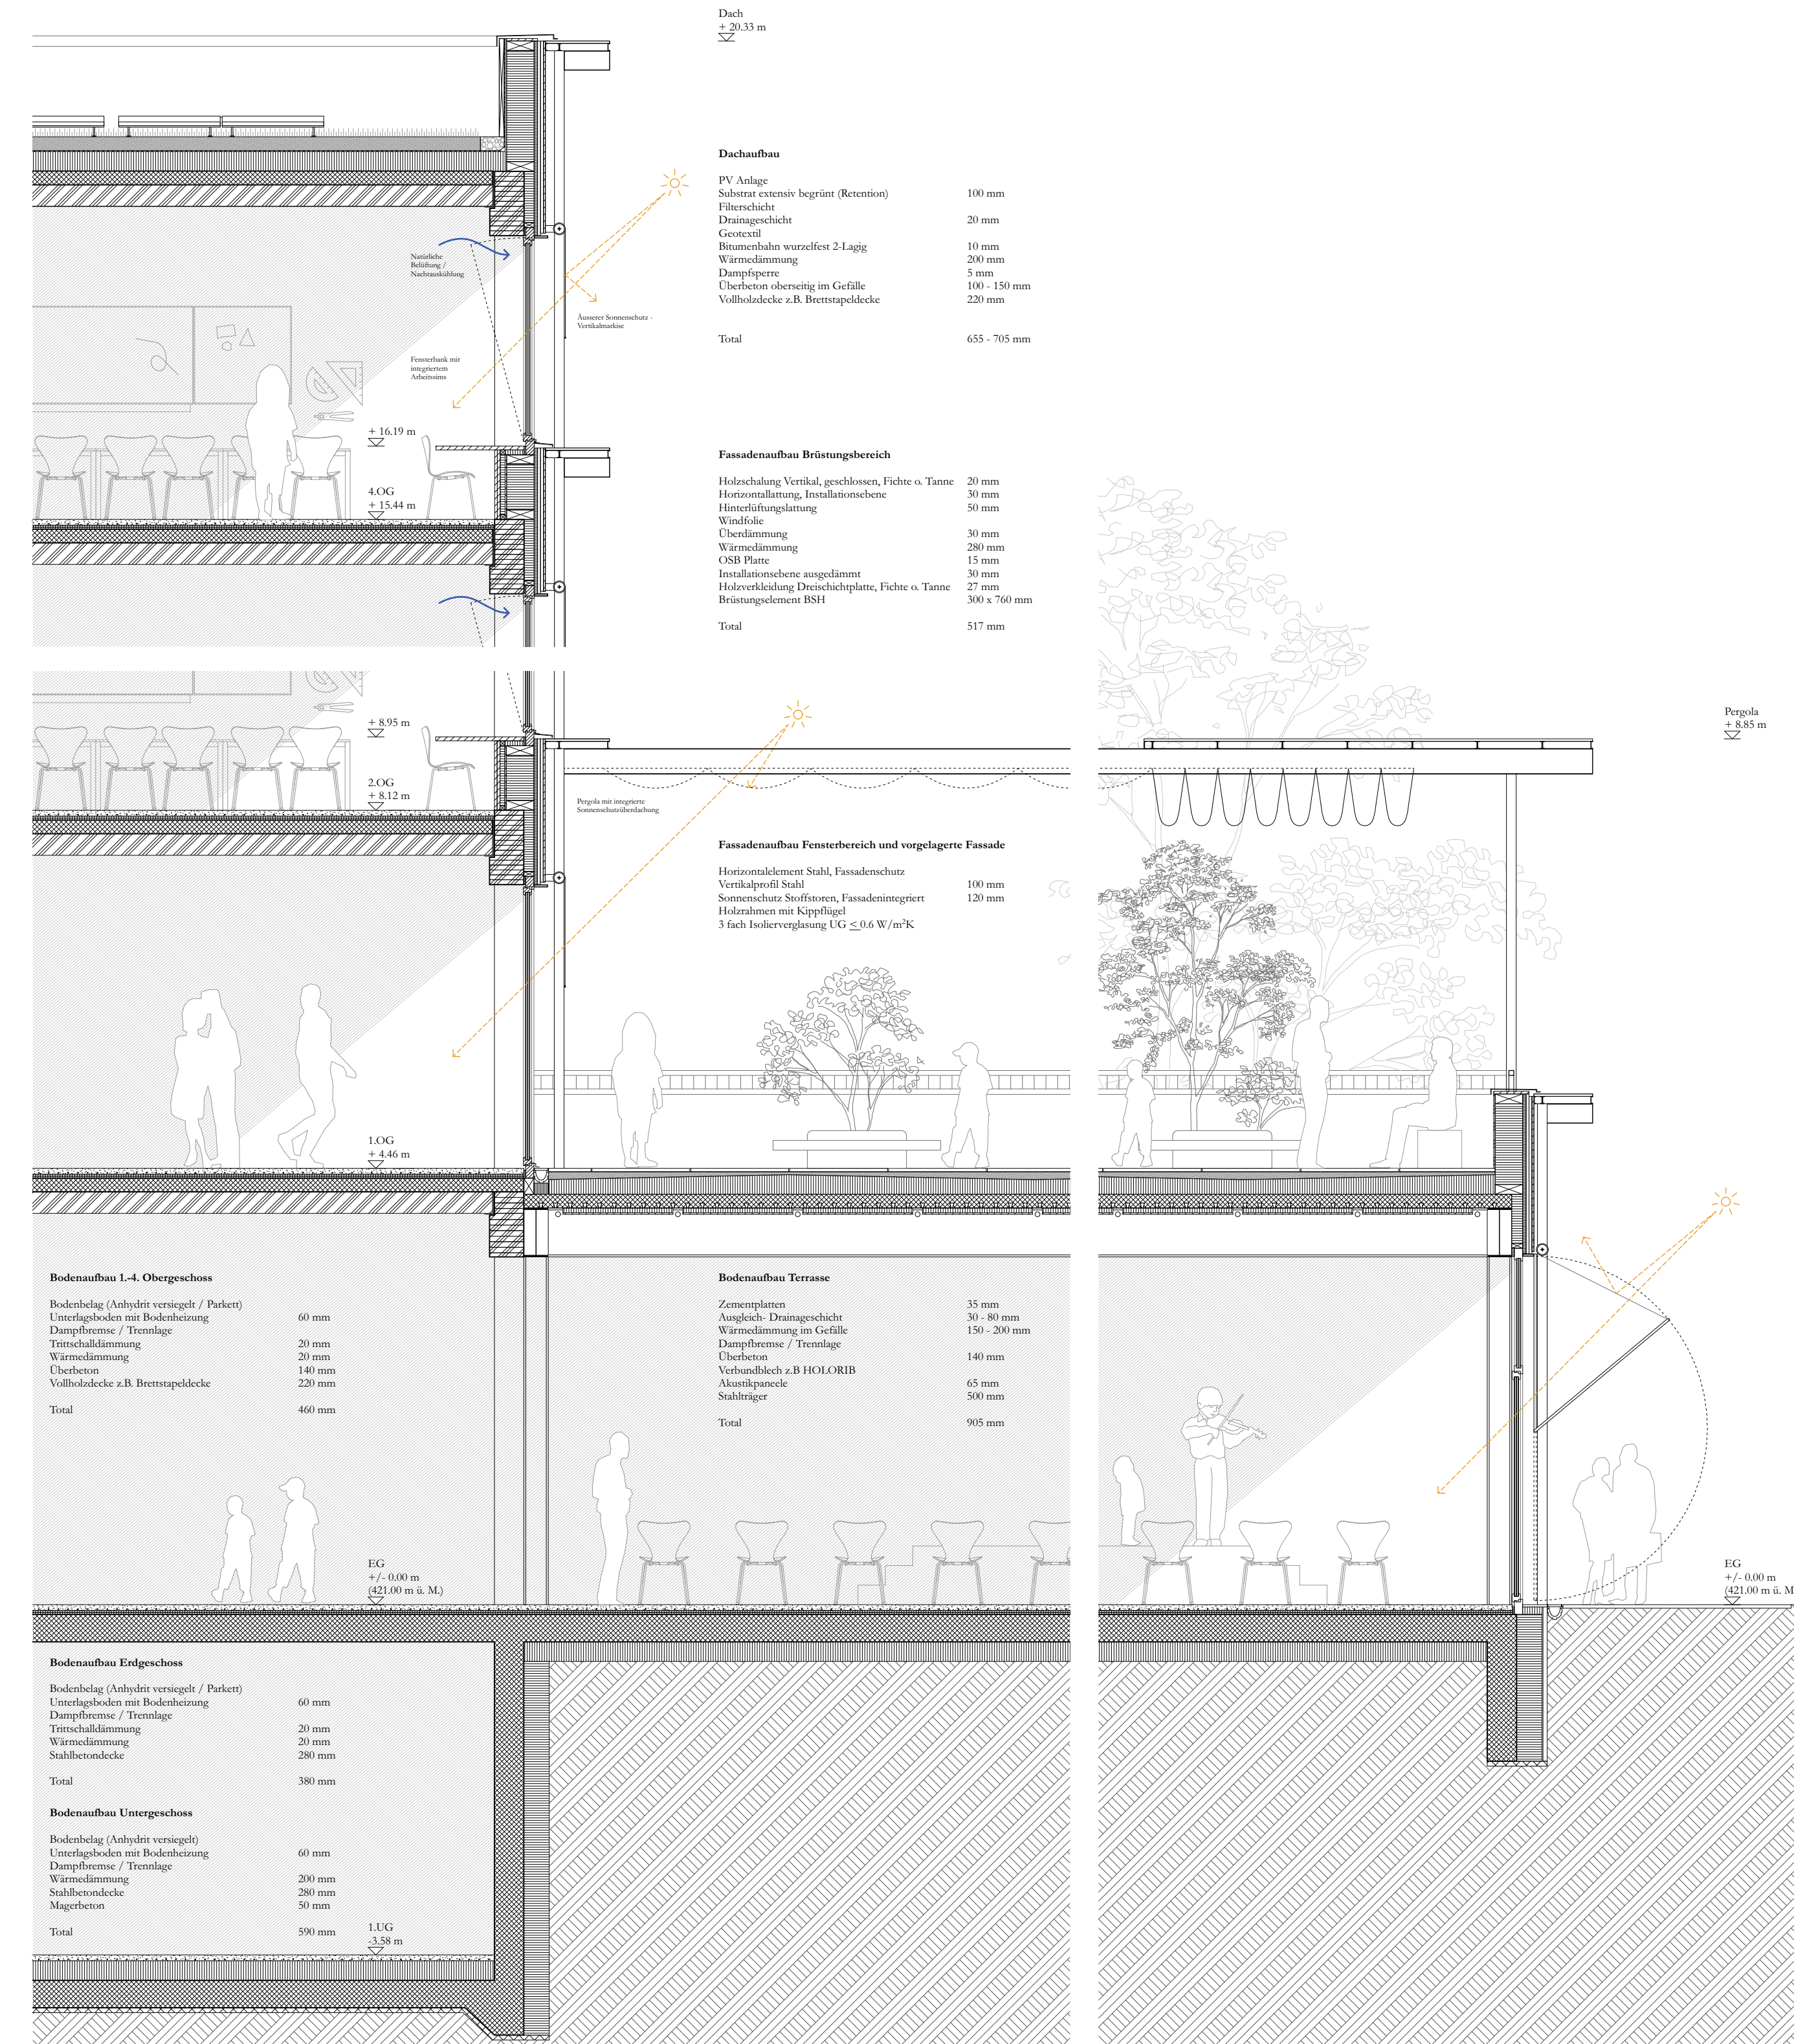 Dach
+ 20.33 m
Dachaufbau
PV Anlage
Substrat extensiv begrünt (Retention) 100 mm
Filterschicht
Drainageschicht 20 mm
Geotextil
Bitumenbahn wurzelfest 2-Lagig 10 mm
Wärmedämmung 200 mm
Dampfsperre 5 mm
Überbeton oberseitig im Gefälle 100 - 150 mm
Vollholzdecke z.B. Brettstapeldecke 220 mm
Total 655 - 705 mm
Natürliche
Belüftung /
Nachtauskühlung
Äusserer Sonnenschutz -
Vertikalmarkise
Fensterbank mit
integriertem
Arbeitssims
+ 16.19 m
4.OG
+ 15.44 m
Fassadenaufbau Brüstungsbereich
Holzschalung Vertikal, geschlossen, Fichte o. Tanne 20 mm
Horizontallattung, Installationsebene 30 mm
Hinterlüftungslattung 50 mm
Windfolie
Überdämmung 30 mm
Wärmedämmung 280 mm
OSB Platte 15 mm
Installationsebene ausgedämmt 30 mm
Holzverkleidung Dreischichtplatte, Fichte o. Tanne 27 mm
Brüstungselement BSH 300 x 760 mm
Total 517 mm
+ 8.95 m
2.OG
+ 8.12 m
Pergola
+ 8.85 m
Pergola mit integrierte
Sonnenschutzüberdachung
Fassadenaufbau Fensterbereich und vorgelagerte Fassade
Horizontalelement Stahl, Fassadenschutz
Vertikalprofil Stahl 100 mm
Sonnenschutz Stoffstoren, Fassadenintegriert 120 mm
Holzrahmen mit Kippflügel
3 fach Isolierverglasung UG ≤ 0.6 W/m²K
1.OG
+ 4.46 m
Bodenaufbau 1.-4. Obergeschoss
Bodenbelag (Anhydrit versiegelt / Parkett)
Unterlagsboden mit Bodenheizung 60 mm
Dampfbremse / Trennlage
Trittschalldämmung 20 mm
Wärmedämmung 20 mm
Überbeton 140 mm
Vollholzdecke z.B. Brettstapeldecke 220 mm
Total 460 mm
Bodenaufbau Terrasse
Zementplatten 35 mm
Ausgleich- Drainageschicht 30 - 80 mm
Wärmedämmung im Gefälle 150 - 200 mm
Dampfbremse / Trennlage
Überbeton 140 mm
Verbundblech z.B HOLORIB
Akustikpaneele 65 mm
Stahlträger 500 mm
Total 905 mm
EG
+/- 0.00 m
(421.00 m ü. M.)
EG
+/- 0.00 m
(421.00 m ü. M
Bodenaufbau Erdgeschoss
Bodenbelag (Anhydrit versiegelt / Parkett)
Unterlagsboden mit Bodenheizung 60 mm
Dampfbremse / Trennlage
Trittschalldämmung 20 mm
Wärmedämmung 20 mm
Stahlbetondecke 280 mm
Total 380 mm
Bodenaufbau Untergeschoss
Bodenbelag (Anhydrit versiegelt)
Unterlagsboden mit Bodenheizung 60 mm
Dampfbremse / Trennlage
Wärmedämmung 200 mm
Stahlbetondecke 280 mm
Magerbeton 50 mm
Total 590 mm
1.UG
-3.58 m